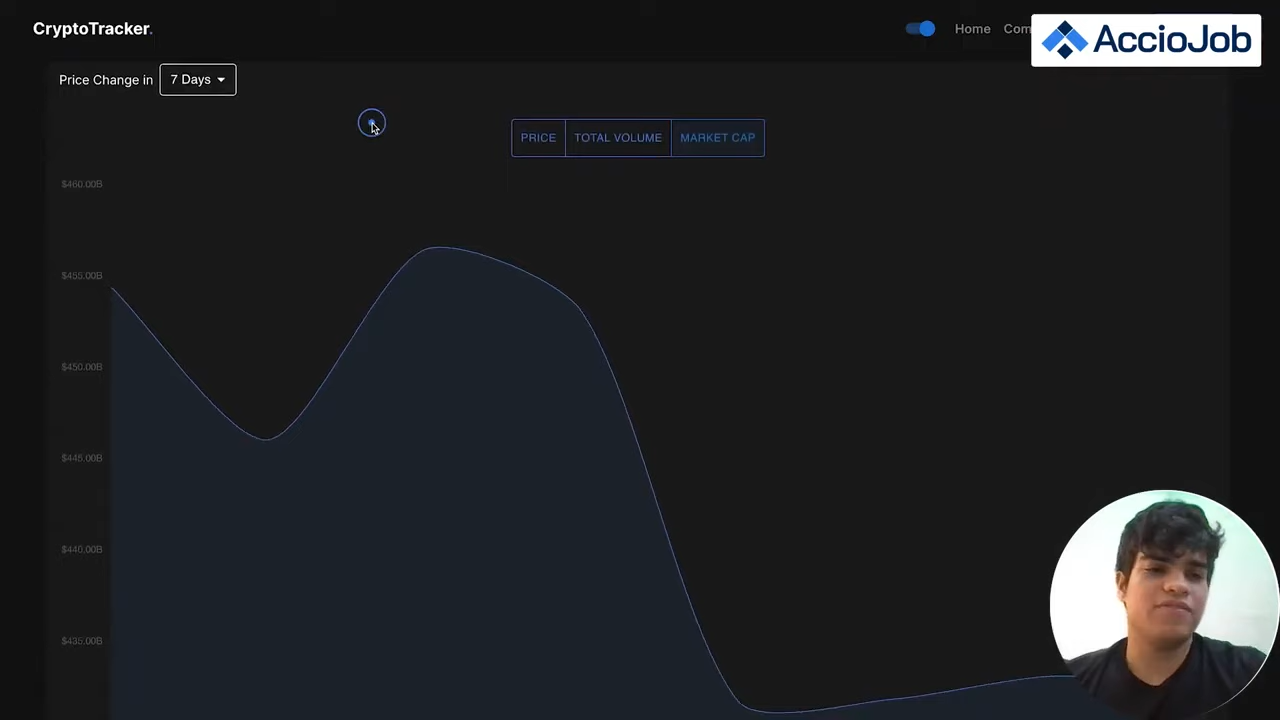 CryptoTracker.
Home Com
AccioJob
Price Change in 7 Days
PRICE TOTAL VOLUME MARKET CAP
$460.00B
$455.00B
$450.00B
$445.00B
$440.00B
$435.00B